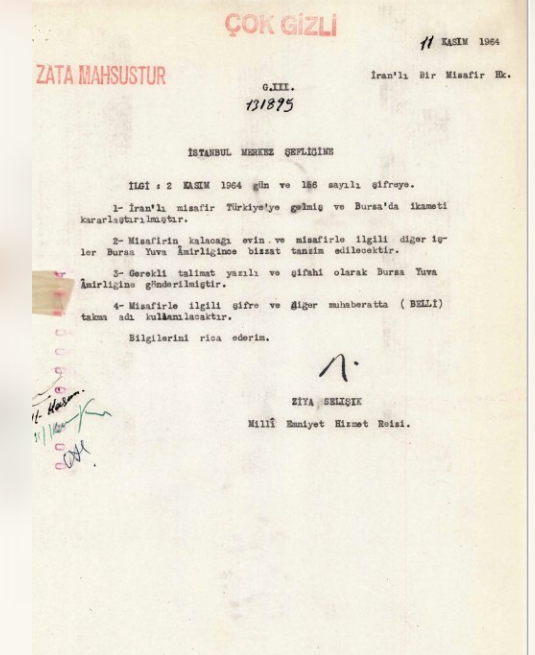 ÇOK GİZLİ
11 KASIM 1964
ZATA MAHSUSTUR
İran'lı Bir Misafir Hk.
G.III.
131895
İSTANBUL MERKEZ ŞEFLİĞİNE
İLGİ : 2 KASIM 1964 gün ve 156 sayılı şifreye.
1- İran'lı misafir Türkiye'ye gelmiş ve Bursa'da ikameti
kararlaştırılmıştır.
2- Misafirin kalacağı evin ve misafirle ilgili diğer iş-
ler Bursa Yuva Âmirliğince bizzat tanzim edilecektir.
3- Gerekli talimat yazılı ve şifahi olarak Bursa Yuva
Âmirliğine gönderilmiştir.
4- Misafirle ilgili şifre ve diğer muhaberatta ( BELLİ )
takma adı kullanılacaktır.
Bilgilerini rica ederim.
ZİYA SELIŞIK
Millî Emniyet Hizmet Reisi.